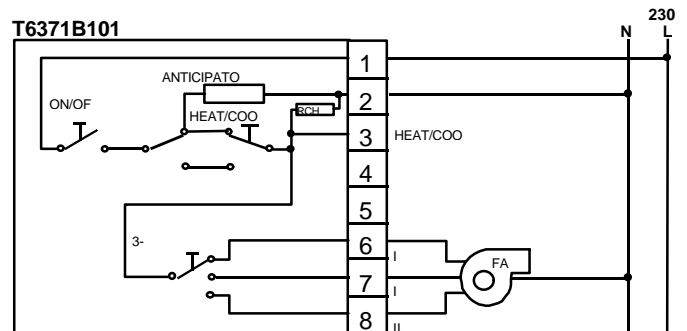 T6371B101
230
N L
1
ANTICIPATO
2
ON/OF
RCH
HEAT/COO
3
HEAT/COO
4
5
3-
6
I
FA
7
I
8
II